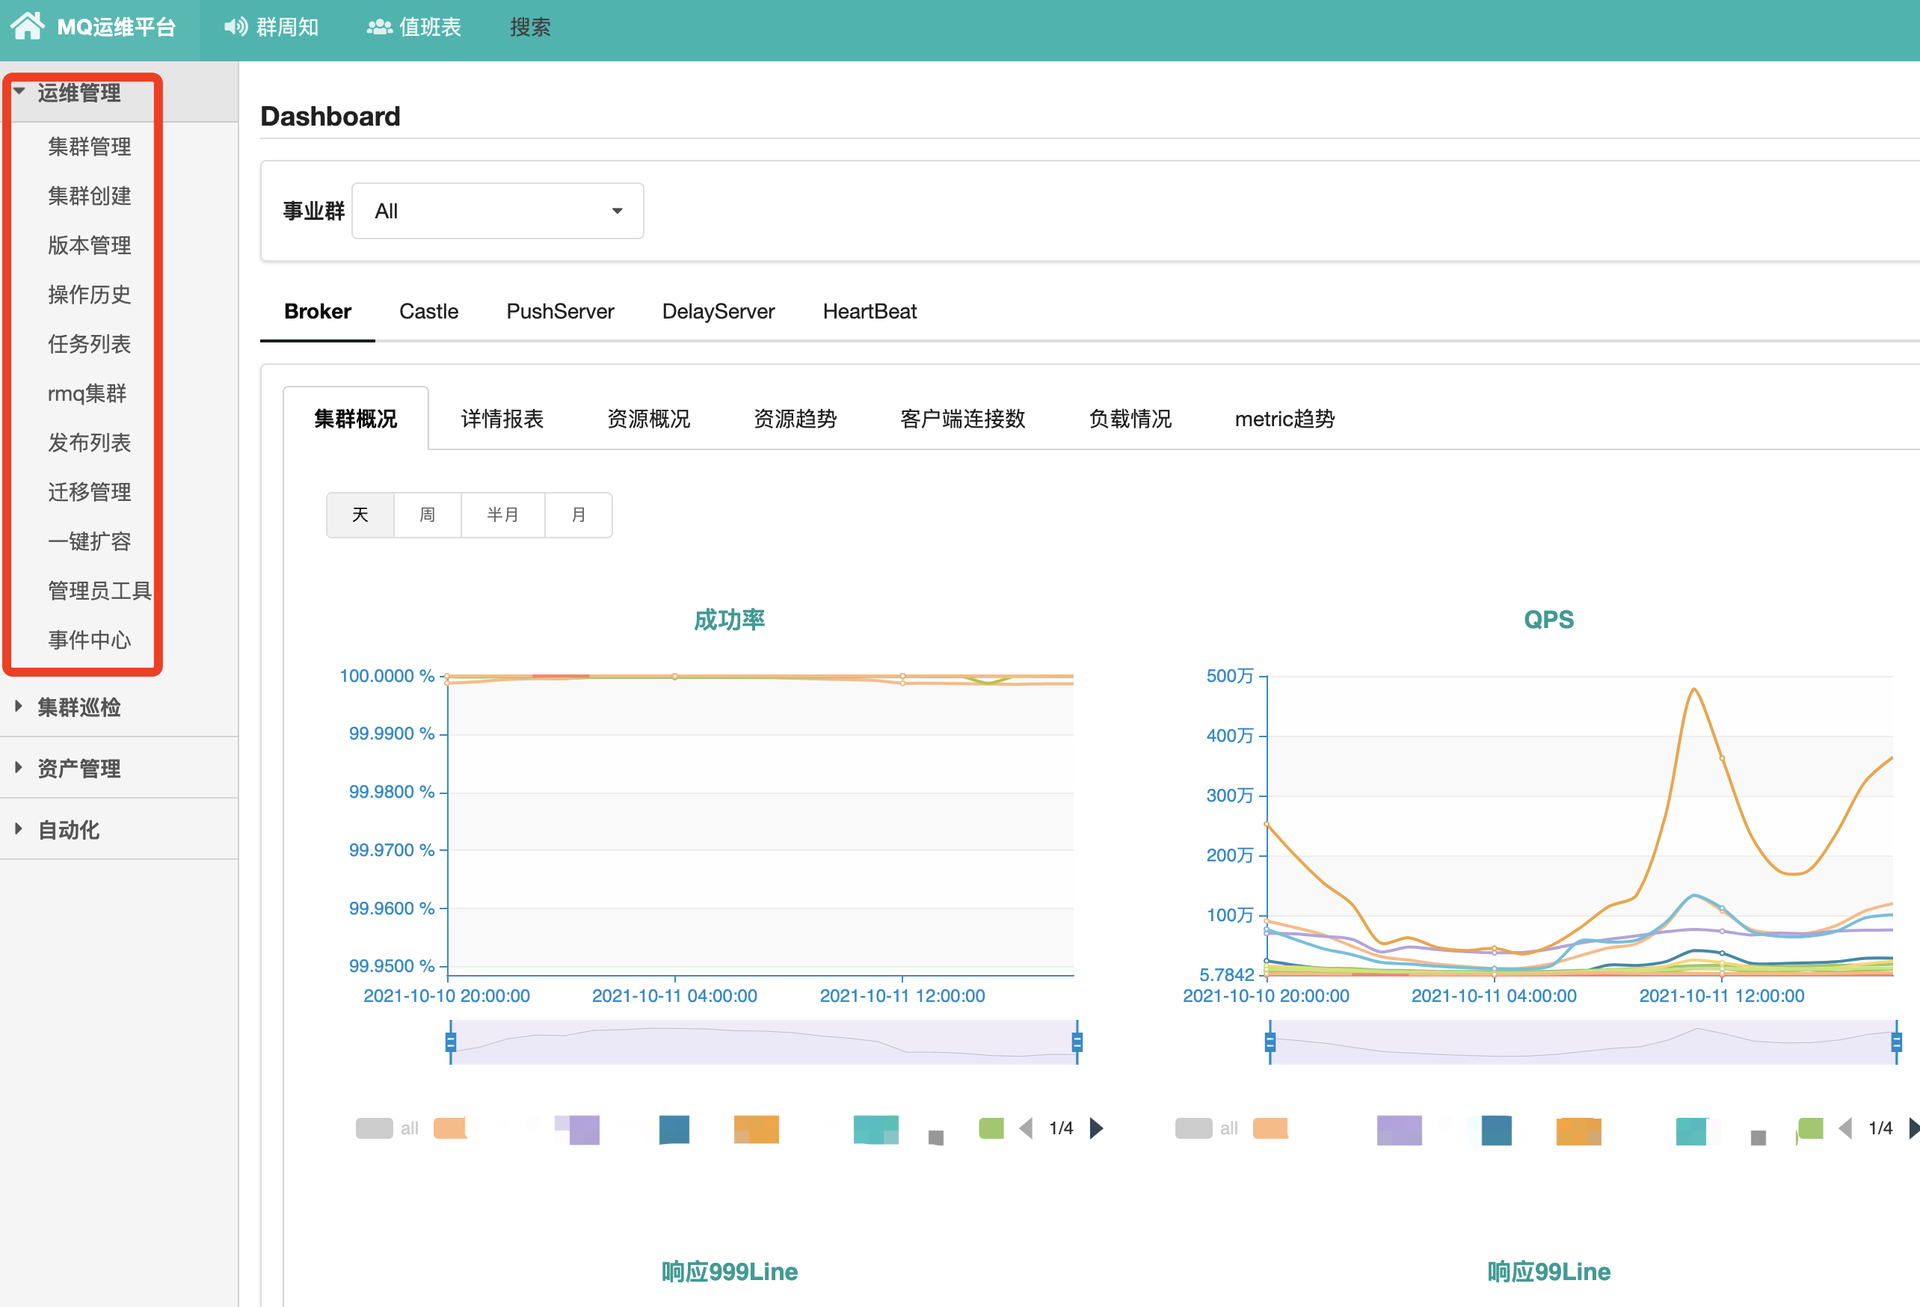 MQ运维平台 群周知 值班表 搜索
运维管理
集群管理
集群创建
版本管理
操作历史
任务列表
rmq集群
发布列表
迁移管理
一键扩容
管理员工具
事件中心
集群巡检
资产管理
自动化
Dashboard
事业群 All
Broker Castle PushServer DelayServer HeartBeat
集群概况 详情报表 资源概况 资源趋势 客户端连接数 负载情况 metric趋势
天 周 半月 月
成功率
100.0000 %
99.9900 %
99.9800 %
99.9700 %
99.9600 %
99.9500 %
2021-10-10 20:00:00 2021-10-11 04:00:00 2021-10-11 12:00:00
all 1/4
QPS
500万
400万
300万
200万
100万
5.7842
2021-10-10 20:00:00 2021-10-11 04:00:00 2021-10-11 12:00:00
all 1/4
响应999Line
响应99Line